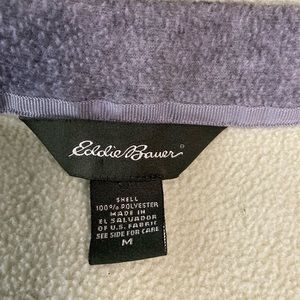 Eddie Bauer
SHELL
100% POLYESTER
MADE IN
EL SALVADOR
OF U.S. FABRIC
SEE SIDE FOR CARE
M